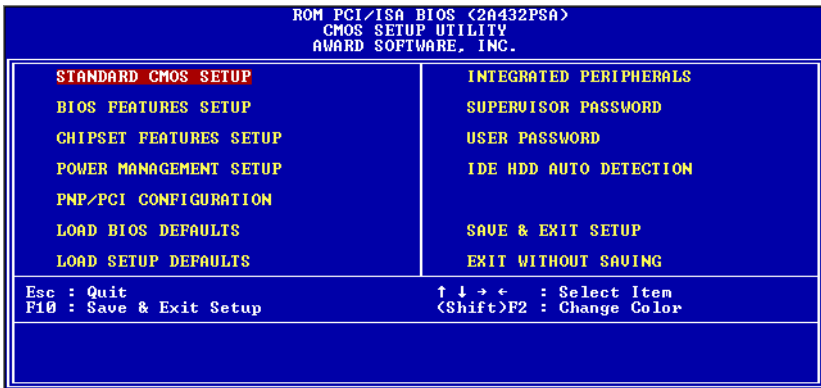 ROM PCI/ISA BIOS (2A432PSA)
CMOS SETUP UTILITY
AWARD SOFTWARE, INC.
STANDARD CMOS SETUP
BIOS FEATURES SETUP
CHIPSET FEATURES SETUP
POWER MANAGEMENT SETUP
PNP/PCI CONFIGURATION
LOAD BIOS DEFAULTS
LOAD SETUP DEFAULTS
INTEGRATED PERIPHERALS
SUPERVISOR PASSWORD
USER PASSWORD
IDE HDD AUTO DETECTION
SAVE & EXIT SETUP
EXIT WITHOUT SAVING
Esc : Quit
F10 : Save & Exit Setup
↑ ↓ → ← : Select Item
(Shift)F2 : Change Color